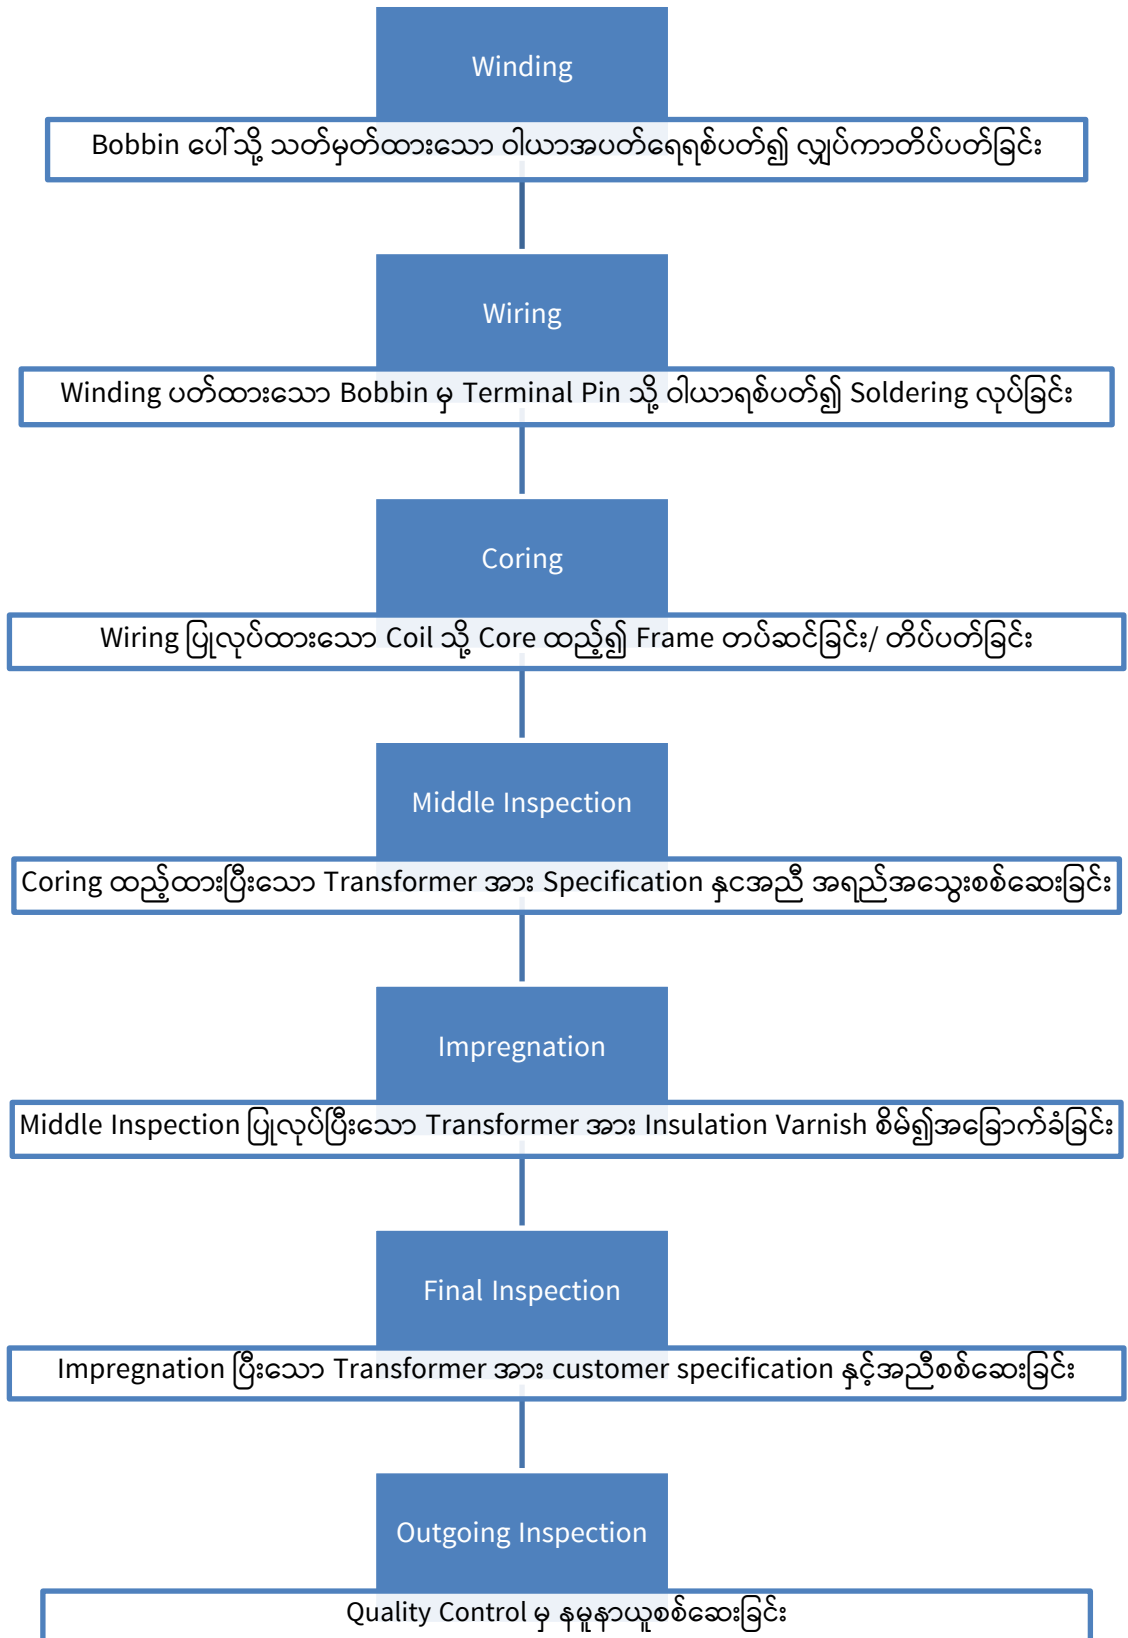 Winding
Bobbin ပေါ်သို့ သတ်မှတ်ထားသော ဝါယာအပတ်ရေရစ်ပတ်၍ လျှပ်ကာတိပ်ပတ်ခြင်း
Wiring
Winding ပတ်ထားသော Bobbin မှ Terminal Pin သို့ ဝါယာရစ်ပတ်၍ Soldering လုပ်ခြင်း
Coring
Wiring ပြုလုပ်ထားသော Coil သို့ Core ထည့်၍ Frame တပ်ဆင်ခြင်း/ တိပ်ပတ်ခြင်း
Middle Inspection
Coring ထည့်ထားပြီးသော Transformer အား Specification နှငအညီ အရည်အသွေးစစ်ဆေးခြင်း
Impregnation
Middle Inspection ပြုလုပ်ပြီးသော Transformer အား Insulation Varnish စိမ်၍အခြောက်ခံခြင်း
Final Inspection
Impregnation ပြီးသော Transformer အား customer specification နှင့်အညီစစ်ဆေးခြင်း
Outgoing Inspection
Quality Control မှ နမူနာယူစစ်ဆေးခြင်း